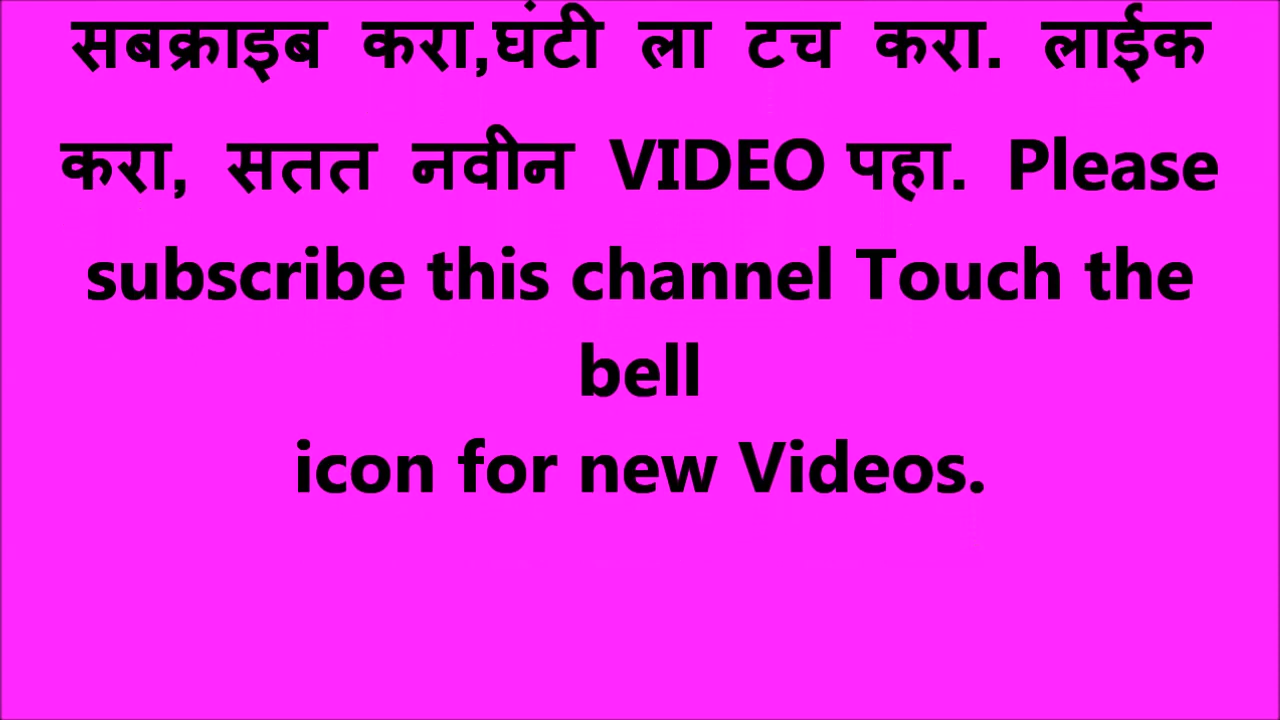 सबक्राइब करा,घंटी ला टच करा. लाईक
करा, सतत नवीन VIDEO पहा. Please
subscribe this channel Touch the
bell
icon for new Videos.